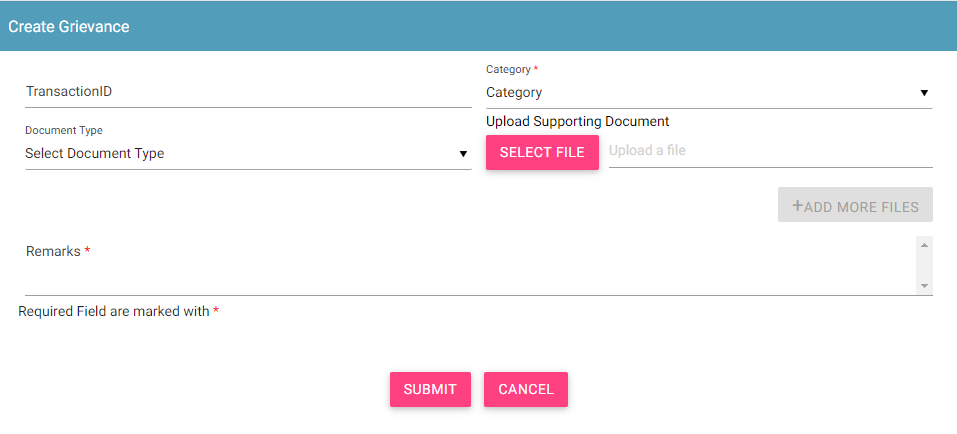 Create Grievance
TransactionID
Category *
Category
Document Type
Select Document Type
Upload Supporting Document
SELECT FILE
Upload a file
+ADD MORE FILES
Remarks *
Required Field are marked with *
SUBMIT
CANCEL